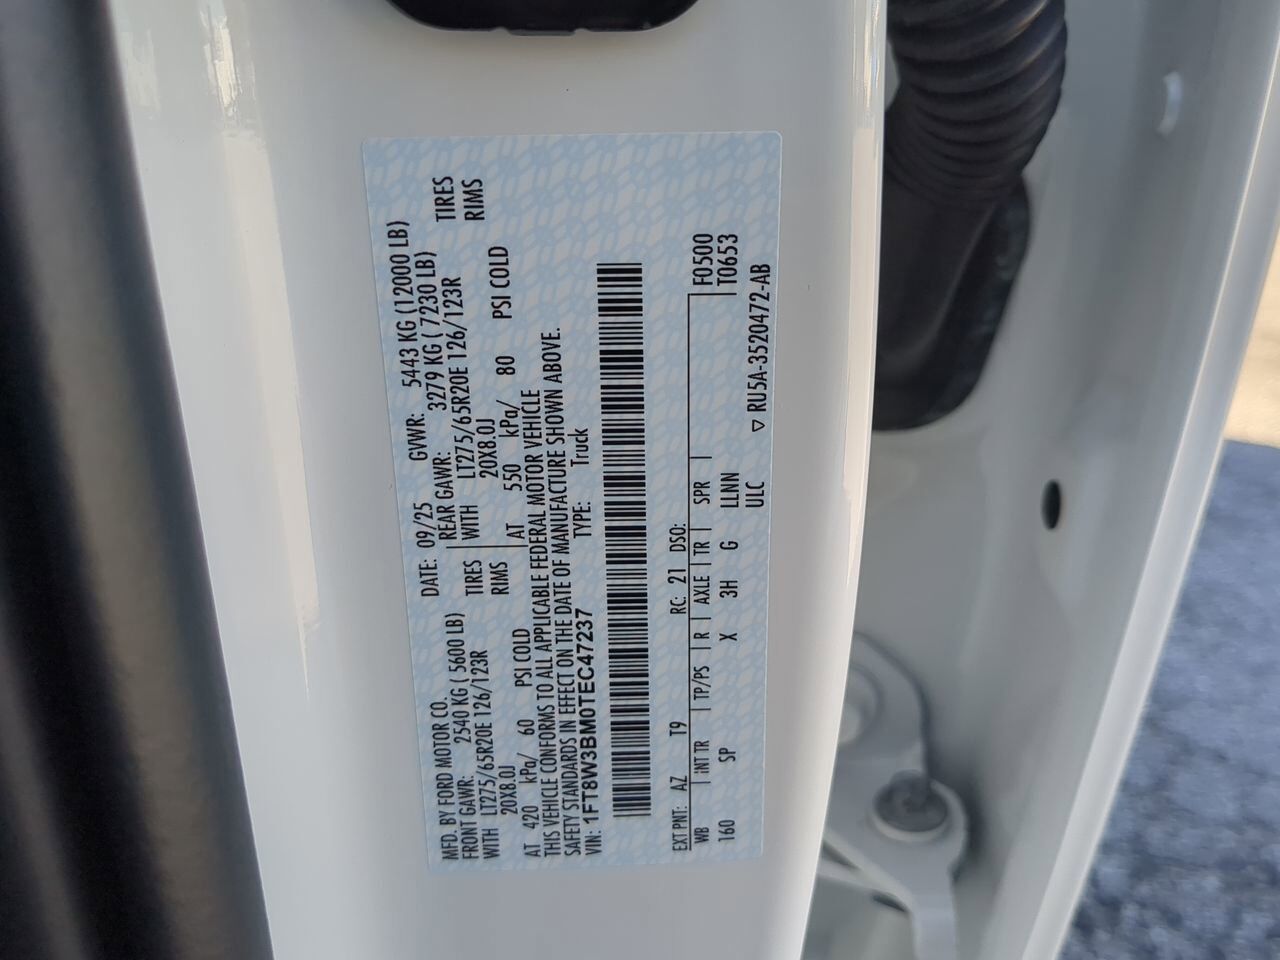 MFD. BY FORD MOTOR CO. DATE: 09/25 GVWR: 5443 KG (12000 LB)
FRONT GAWR: 2540 KG ( 5600 LB) REAR GAWR: 3279 KG ( 7230 LB)
WITH LT275/65R20E 126/123R TIRES WITH LT275/65R20E 126/123R TIRES
20X8.0J RIMS 20X8.0J RIMS
AT 420 kPa/ 60 PSI COLD AT 550 kPa/ 80 PSI COLD
THIS VEHICLE CONFORMS TO ALL APPLICABLE FEDERAL MOTOR VEHICLE
SAFETY STANDARDS IN EFFECT ON THE DATE OF MANUFACTURE SHOWN ABOVE.
VIN: 1FT8W3BM0TEC47237 TYPE: Truck
EXT PNT: AZ T9 RC: 21 DSO: F0500
WB INT TR TP/PS R AXLE TR SPR T0653
160 SP X 3H G LLNN
ULC ▽ RU5A-3520472-AB